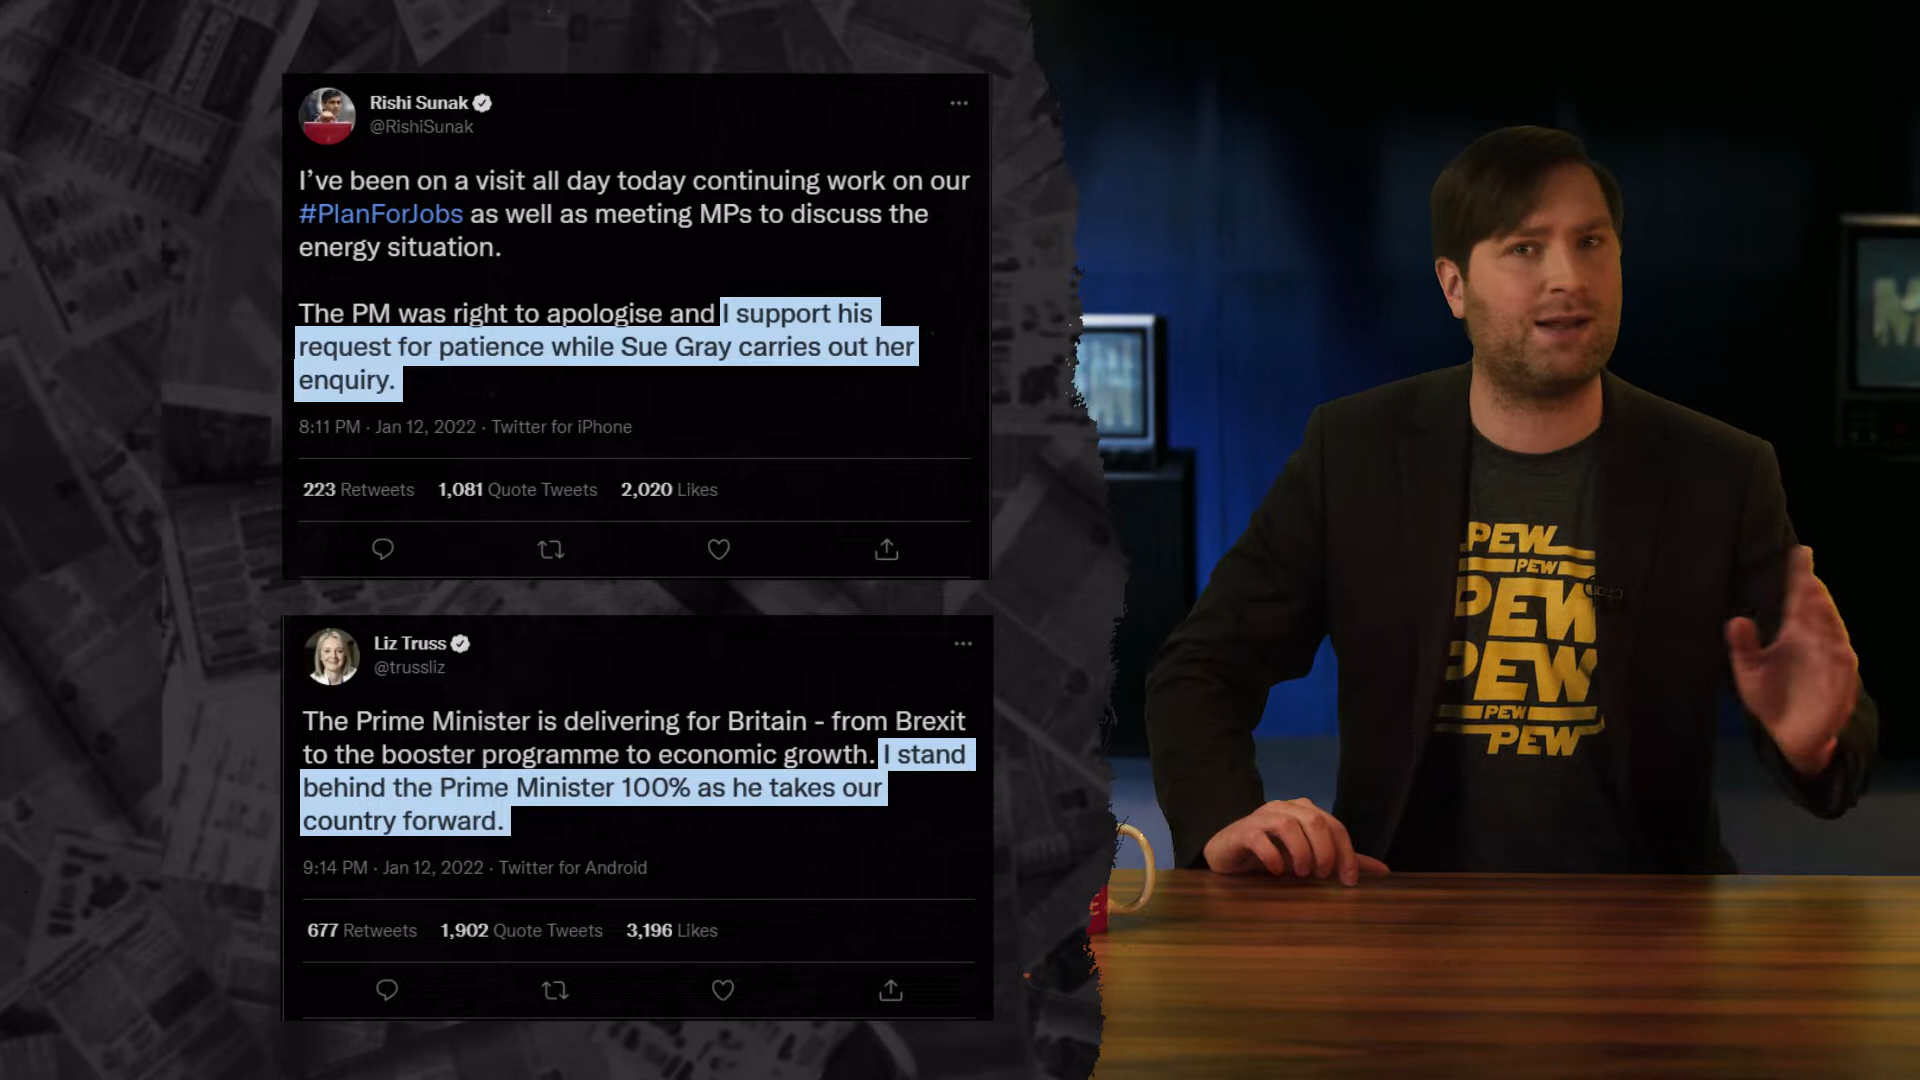 Rishi Sunak
@RishiSunak
I've been on a visit all day today continuing work on our
#PlanForJobs as well as meeting MPs to discuss the
energy situation.
The PM was right to apologise and I support his
request for patience while Sue Gray carries out her
enquiry.
8:11 PM · Jan 12, 2022 · Twitter for iPhone
223 Retweets 1,081 Quote Tweets 2,020 Likes
Liz Truss
@trussliz
The Prime Minister is delivering for Britain - from Brexit
to the booster programme to economic growth. I stand
behind the Prime Minister 100% as he takes our
country forward.
9:14 PM · Jan 12, 2022 · Twitter for Android
677 Retweets 1,902 Quote Tweets 3,196 Likes
PEW
PEW
PEW
PEW
PEW
PEW